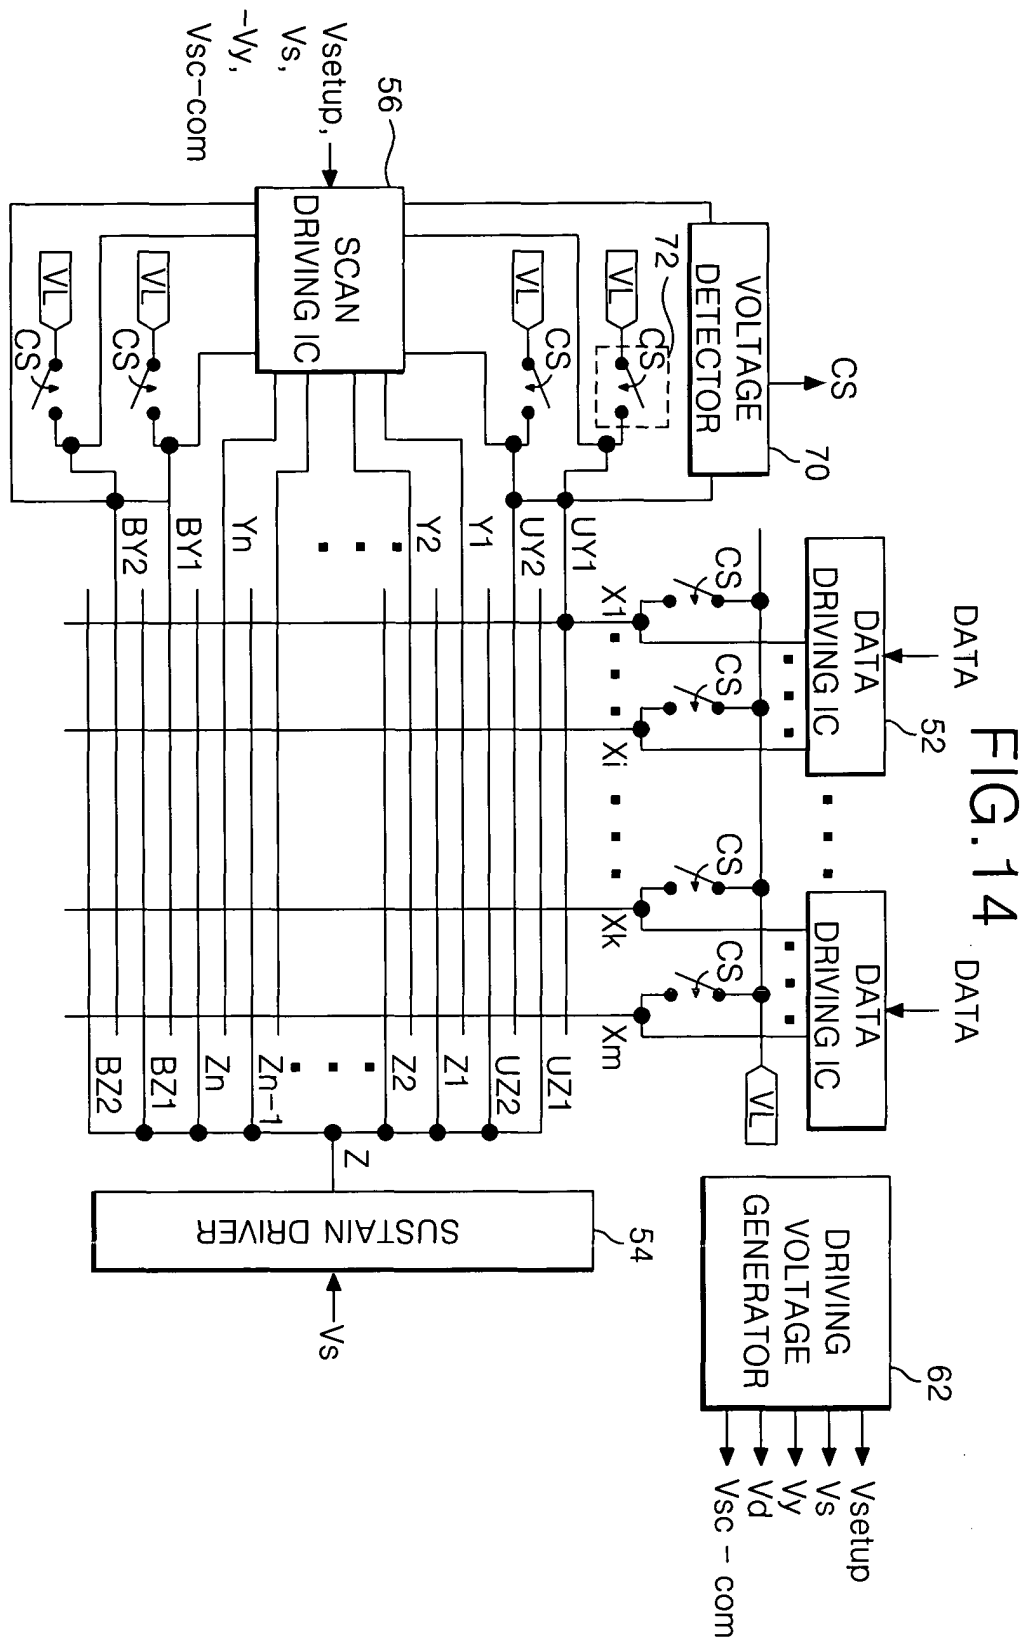 FIG. 14
DATA
DATA
52
DATA
DRIVING IC
DATA
DRIVING IC
DRIVING
VOLTAGE
GENERATOR
62
Vsetup
Vs
Vy
Vd
Vsc - com
CS
VOLTAGE
DETECTOR
70
72
VL
CS
CS
CS
CS
VL
X1
Xi
Xk
Xm
VL
CS
CS
UY1
UY2
Y1
Y2
Yn
BY1
BY2
UZ1
UZ2
Z1
Z2
Zn-1
Zn
BZ1
BZ2
Z
SUSTAIN DRIVER
54
Vs
56
SCAN
DRIVING IC
Vsetup,
Vs,
-Vy,
Vsc-com
VL
CS
VL
CS